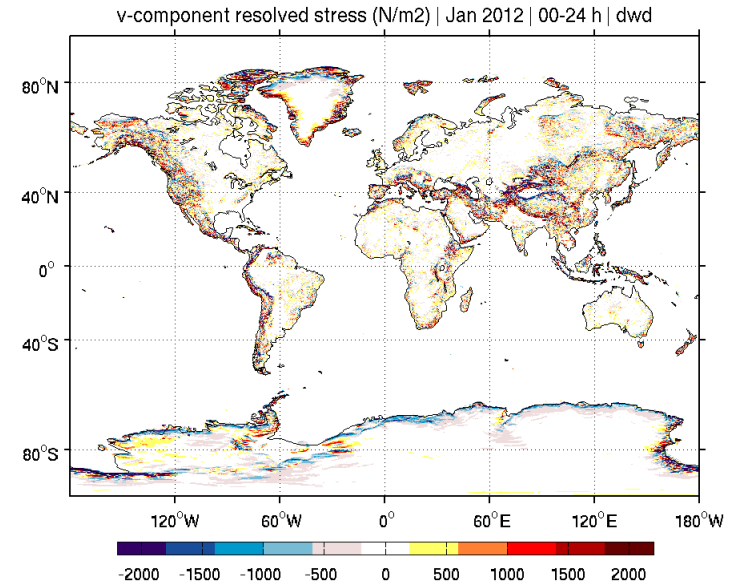 v-component resolved stress (N/m2) | Jan 2012 | 00-24 h | dwd
80°N
40°N
0°
40°S
80°S
120°W 60°W 0° 60°E 120°E 180°W
-2000 -1500 -1000 -500 0 500 1000 1500 2000